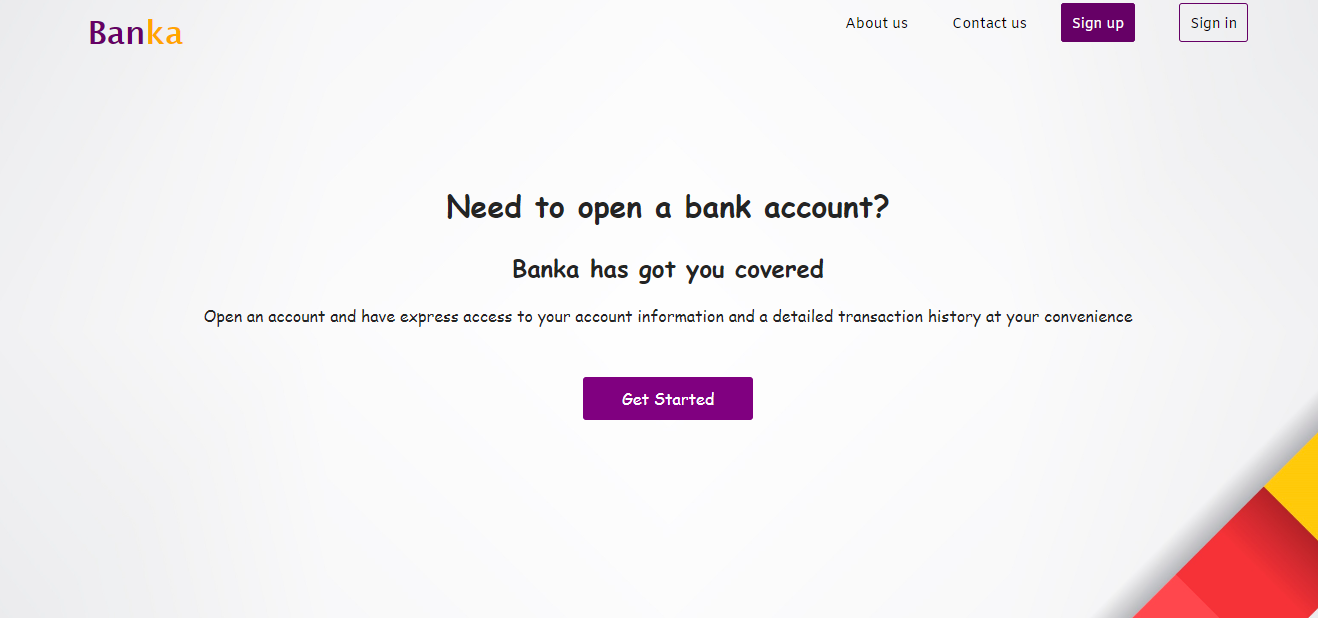 Banka
About us
Contact us
Sign up
Sign in
Need to open a bank account?
Banka has got you covered
Open an account and have express access to your account information and a detailed transaction history at your convenience
Get Started